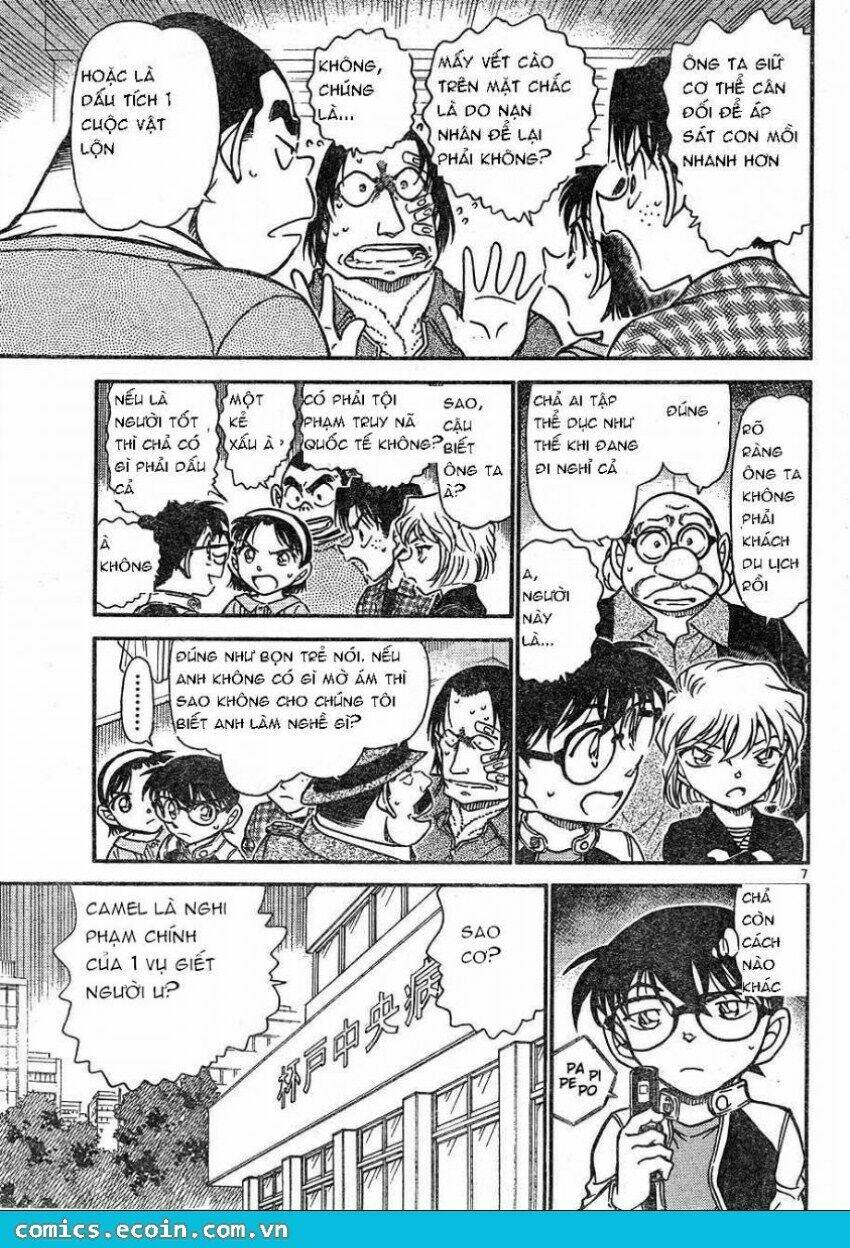 ÔNG TA GIỮ
CƠ THỂ CÂN
ĐỐI ĐỂ ÁP
SÁT CON MỒI
NHANH HƠN
MẤY VẾT CÀO
TRÊN MẶT CHẮC
LÀ DO NẠN
NHÂN ĐỂ LẠI
PHẢI KHÔNG?
KHÔNG,
CHÚNG
LÀ...
HOẶC LÀ
DẤU TÍCH 1
CUỘC VẬT
LỘN
RÕ
RÀNG
ÔNG TA
KHÔNG
PHẢI
KHÁCH
DU LỊCH
RỒI
ĐÚNG
CHẢ AI TẬP
THỂ DỤC NHƯ
THẾ KHI ĐANG
ĐI NGHỈ CẢ
À,
NGƯỜI
NÀY
LÀ...
SAO,
CẬU
BIẾT
ÔNG TA
À?
CÓ PHẢI TỘI
PHẠM TRUY NÃ
QUỐC TẾ KHÔNG?
MỘT
KẺ
XẤU À?
NẾU LÀ
NGƯỜI TỐT
THÌ CHẢ CÓ
GÌ PHẢI DẤU
CẢ
À
KHÔNG
ĐÚNG NHƯ BỌN TRẺ NÓI. NẾU
ANH KHÔNG CÓ GÌ MỜ ÁM THÌ
SAO KHÔNG CHO CHÚNG TÔI
BIẾT ANH LÀM NGHỀ GÌ?
........
7
CHẢ
CÒN
CÁCH
NÀO
KHÁC
PA PI
PE PO
SAO
CƠ?
CAMEL LÀ NGHI
PHẠM CHÍNH
CỦA 1 VỤ GIẾT
NGƯỜI Ư?
杯戸中央病
comics.ecoin.com.vn